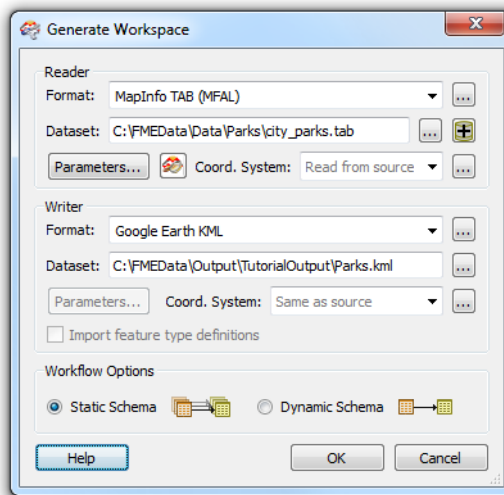 Generate Workspace
Reader
Format: MapInfo TAB (MFAL) ...
Dataset: C:\FMEData\Data\Parks\city_parks.tab ...
Parameters... Coord. System: Read from source ...
Writer
Format: Google Earth KML ...
Dataset: C:\FMEData\Output\TutorialOutput\Parks.kml ...
Parameters... Coord. System: Same as source ...
Import feature type definitions
Workflow Options
Static Schema Dynamic Schema
Help OK Cancel